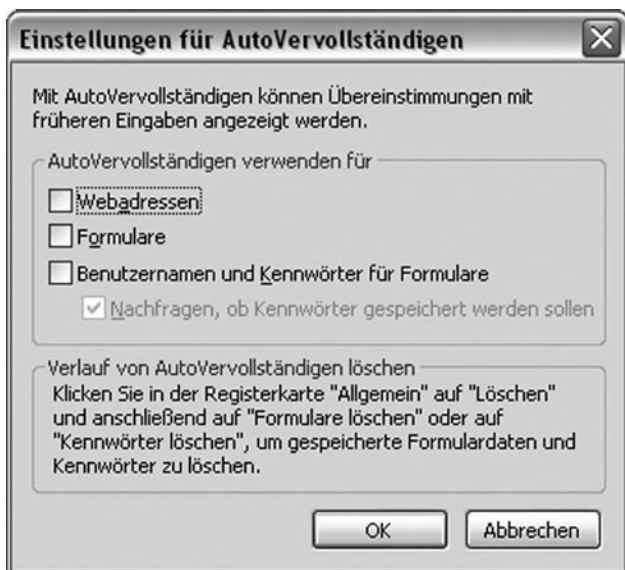 Einstellungen für AutoVervollständigen
Mit AutoVervollständigen können Übereinstimmungen mit
früheren Eingaben angezeigt werden.
AutoVervollständigen verwenden für
Webadressen
Formulare
Benutzernamen und Kennwörter für Formulare
Nachfragen, ob Kennwörter gespeichert werden sollen
Verlauf von AutoVervollständigen löschen
Klicken Sie in der Registerkarte "Allgemein" auf "Löschen"
und anschließend auf "Formulare löschen" oder auf
"Kennwörter löschen", um gespeicherte Formulardaten und
Kennwörter zu löschen.
OK Abbrechen